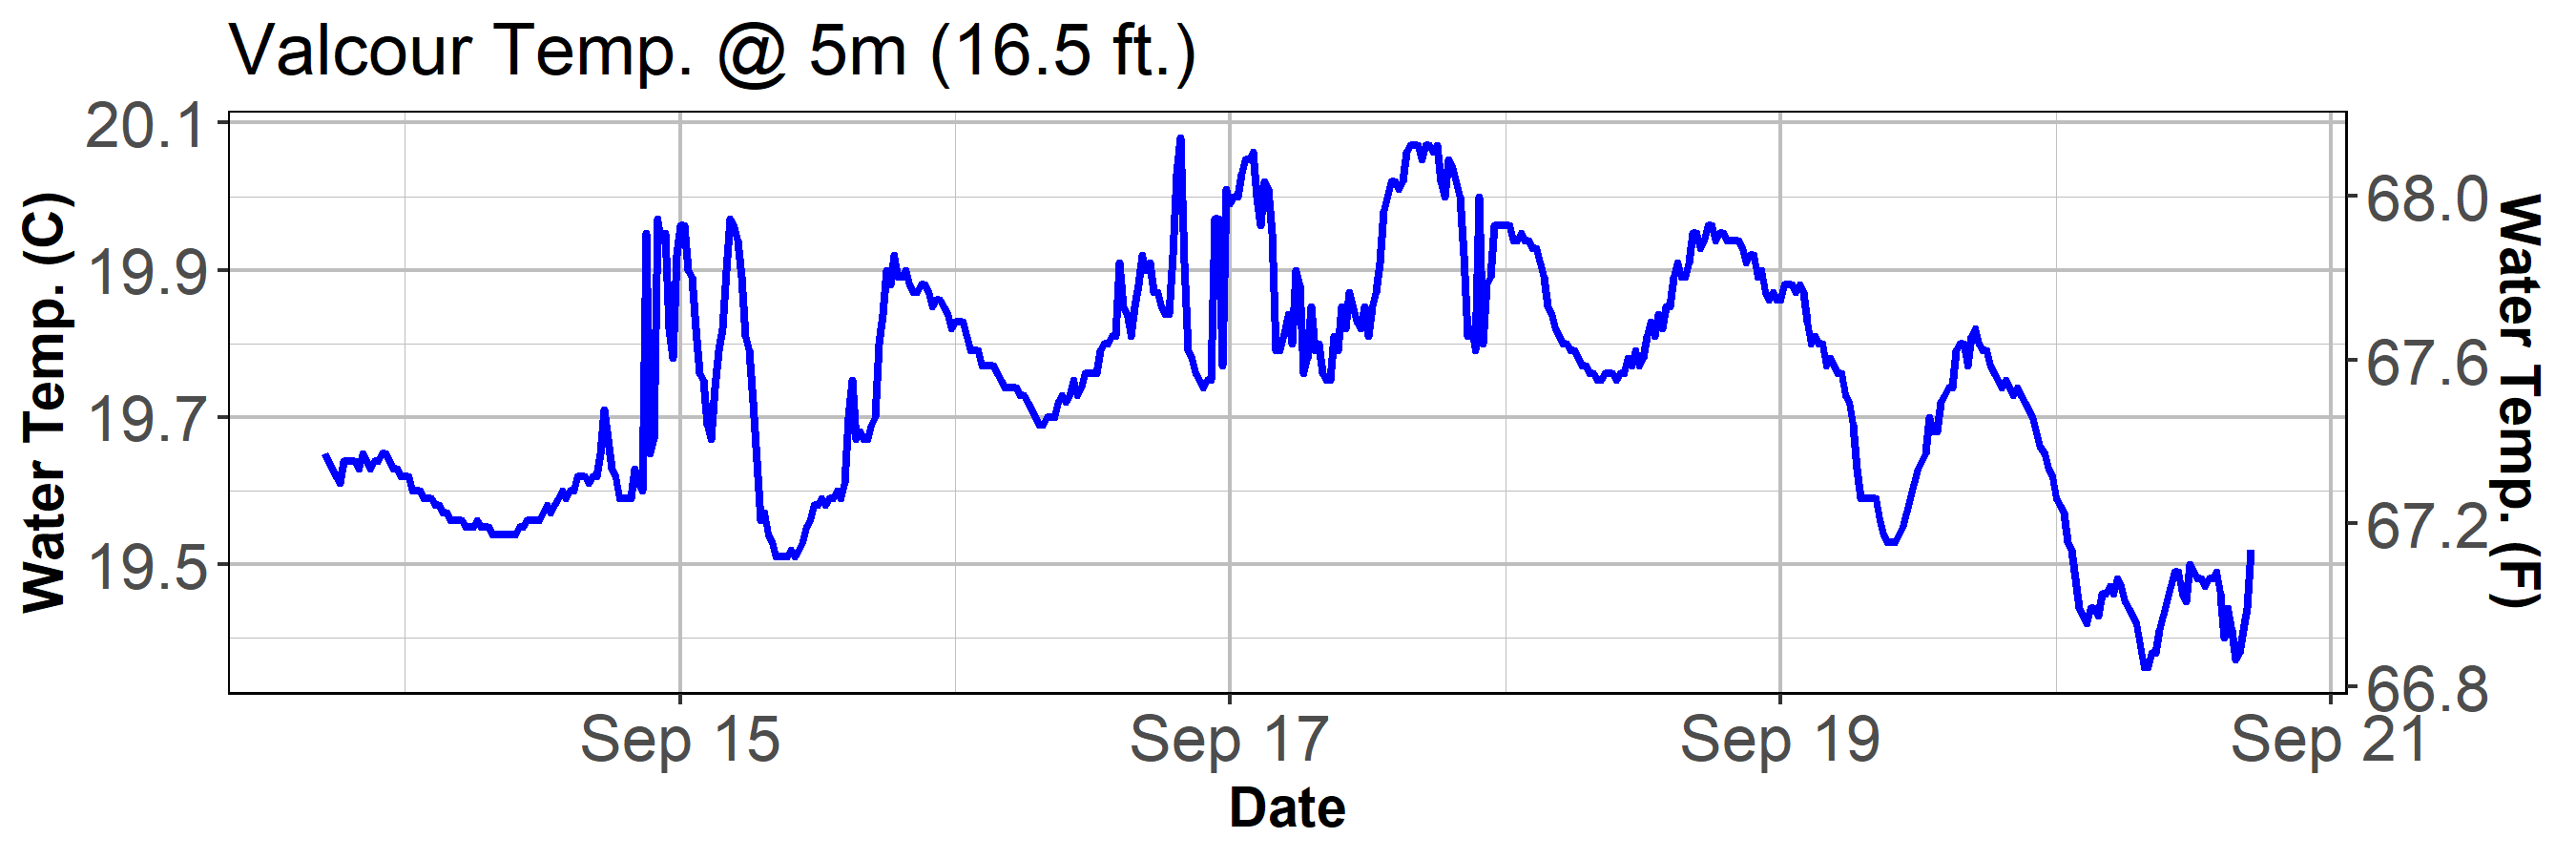 Valcour Temp. @ 5m (16.5 ft.)
20.1
19.9
19.7
19.5
Water Temp. (C)
68.0
67.6
67.2
66.8
Water Temp. (F)
Sep 15
Sep 17
Sep 19
Sep 21
Date